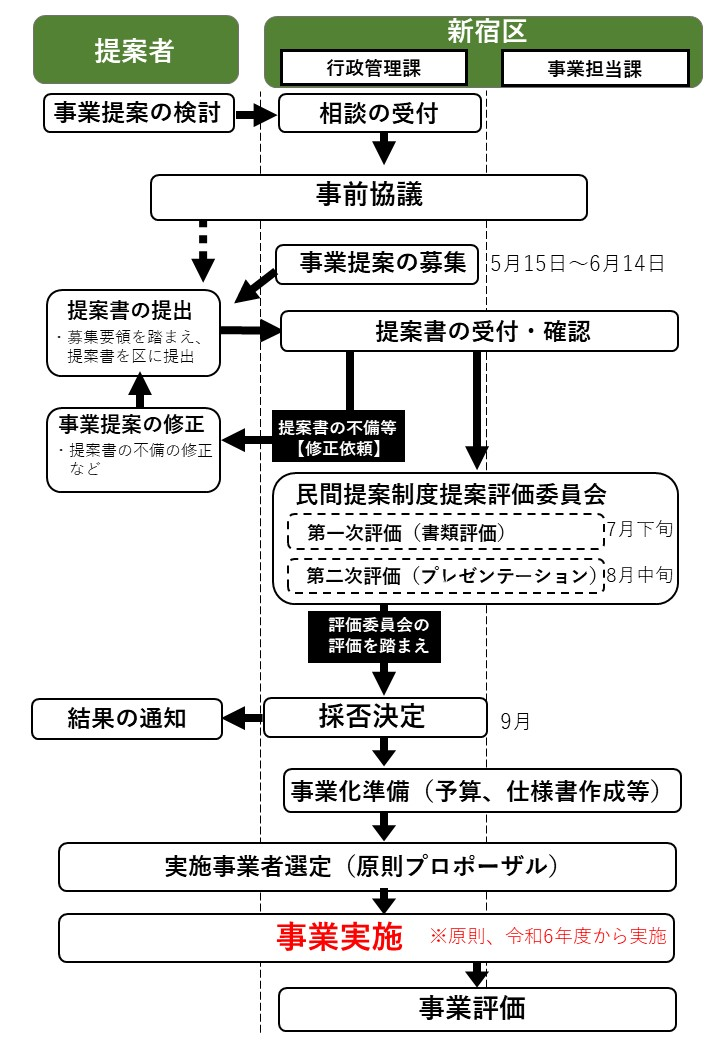 提案者
新宿区
行政管理課
事業担当課
事業提案の検討
相談の受付
事前協議
事業提案の募集
5月15日～6月14日
提案書の提出
・募集要領を踏まえ、
提案書を区に提出
提案書の受付・確認
事業提案の修正
・提案書の不備の修正
など
提案書の不備等
【修正依頼】
民間提案制度提案評価委員会
第一次評価（書類評価）
7月下旬
第二次評価（プレゼンテーション）
8月中旬
評価委員会の
評価を踏まえ
結果の通知
採否決定
9月
事業化準備（予算、仕様書作成等）
実施事業者選定（原則プロポーザル）
事業実施
※原則、令和6年度から実施
事業評価